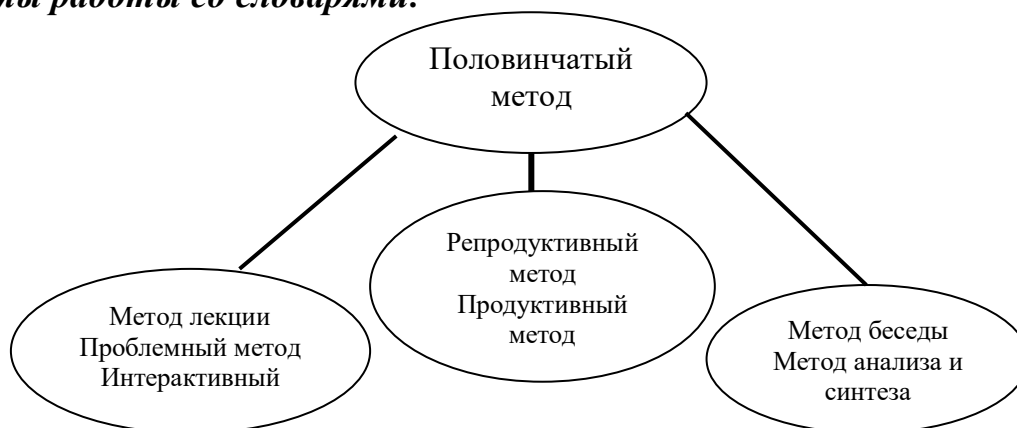 работы со словарями:
Половинчатый
метод
Репродуктивный
метод
Продуктивный
метод
Метод лекции
Проблемный метод
Интерактивный
Метод беседы
Метод анализа и
синтеза